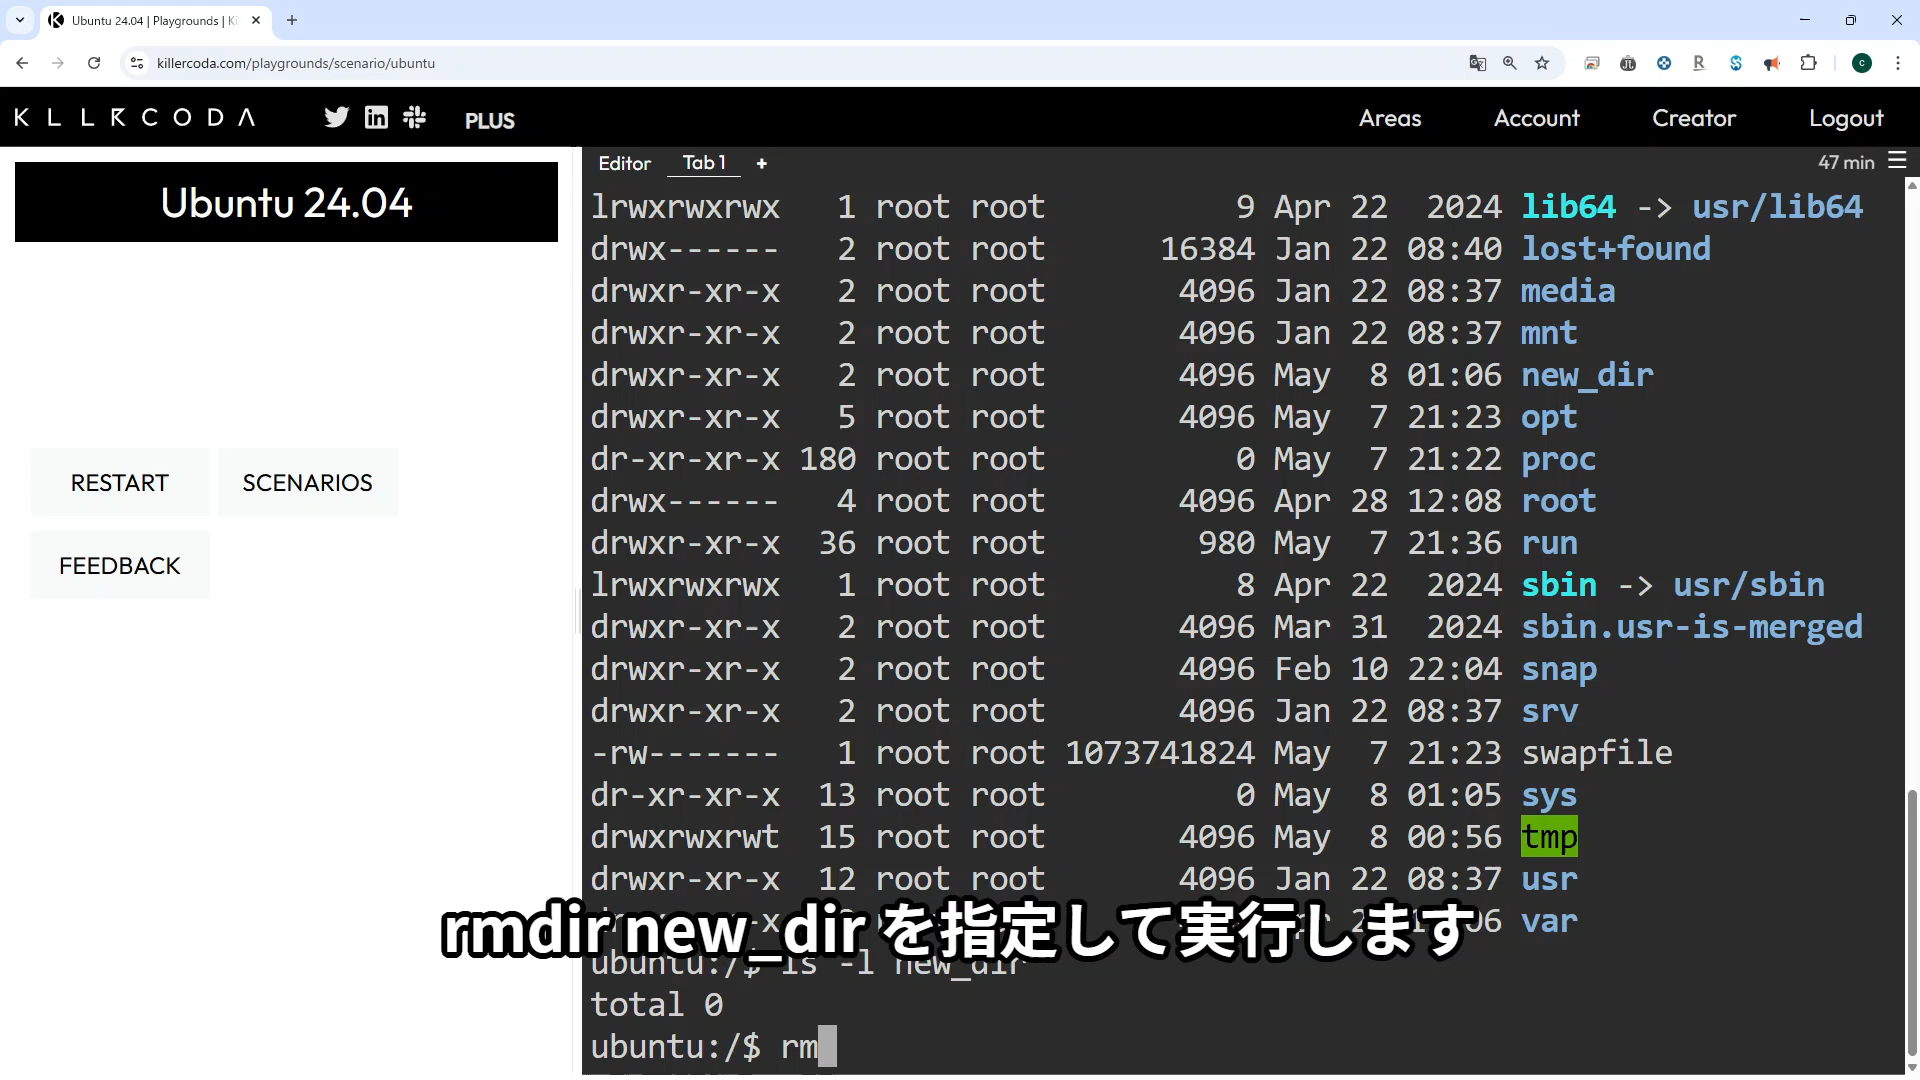 Ubuntu 24.04 | Playgrounds | Ki
killercoda.com/playgrounds/scenario/ubuntu
KLLRCODA
PLUS
Areas Account Creator Logout
Ubuntu 24.04
RESTART SCENARIOS
FEEDBACK
Editor Tab 1 +
47 min
lrwxrwxrwx 1 root root 9 Apr 22 2024 lib64 -> usr/lib64
drwx------ 2 root root 16384 Jan 22 08:40 lost+found
drwxr-xr-x 2 root root 4096 Jan 22 08:37 media
drwxr-xr-x 2 root root 4096 Jan 22 08:37 mnt
drwxr-xr-x 2 root root 4096 May 8 01:06 new_dir
drwxr-xr-x 5 root root 4096 May 7 21:23 opt
dr-xr-xr-x 180 root root 0 May 7 21:22 proc
drwx------ 4 root root 4096 Apr 28 12:08 root
drwxr-xr-x 36 root root 980 May 7 21:36 run
lrwxrwxrwx 1 root root 8 Apr 22 2024 sbin -> usr/sbin
drwxr-xr-x 2 root root 4096 Mar 31 2024 sbin.usr-is-merged
drwxr-xr-x 2 root root 4096 Feb 10 22:04 snap
drwxr-xr-x 2 root root 4096 Jan 22 08:37 srv
-rw------- 1 root root 1073741824 May 7 21:23 swapfile
dr-xr-xr-x 13 root root 0 May 8 01:05 sys
drwxrwxrwt 15 root root 4096 May 8 00:56 tmp
drwxr-xr-x 12 root root 4096 Jan 22 08:37 usr
var
rmdir new_dir を指定して実行します
ubuntu:/$ ls -l new_dir
total 0
ubuntu:/$ rm